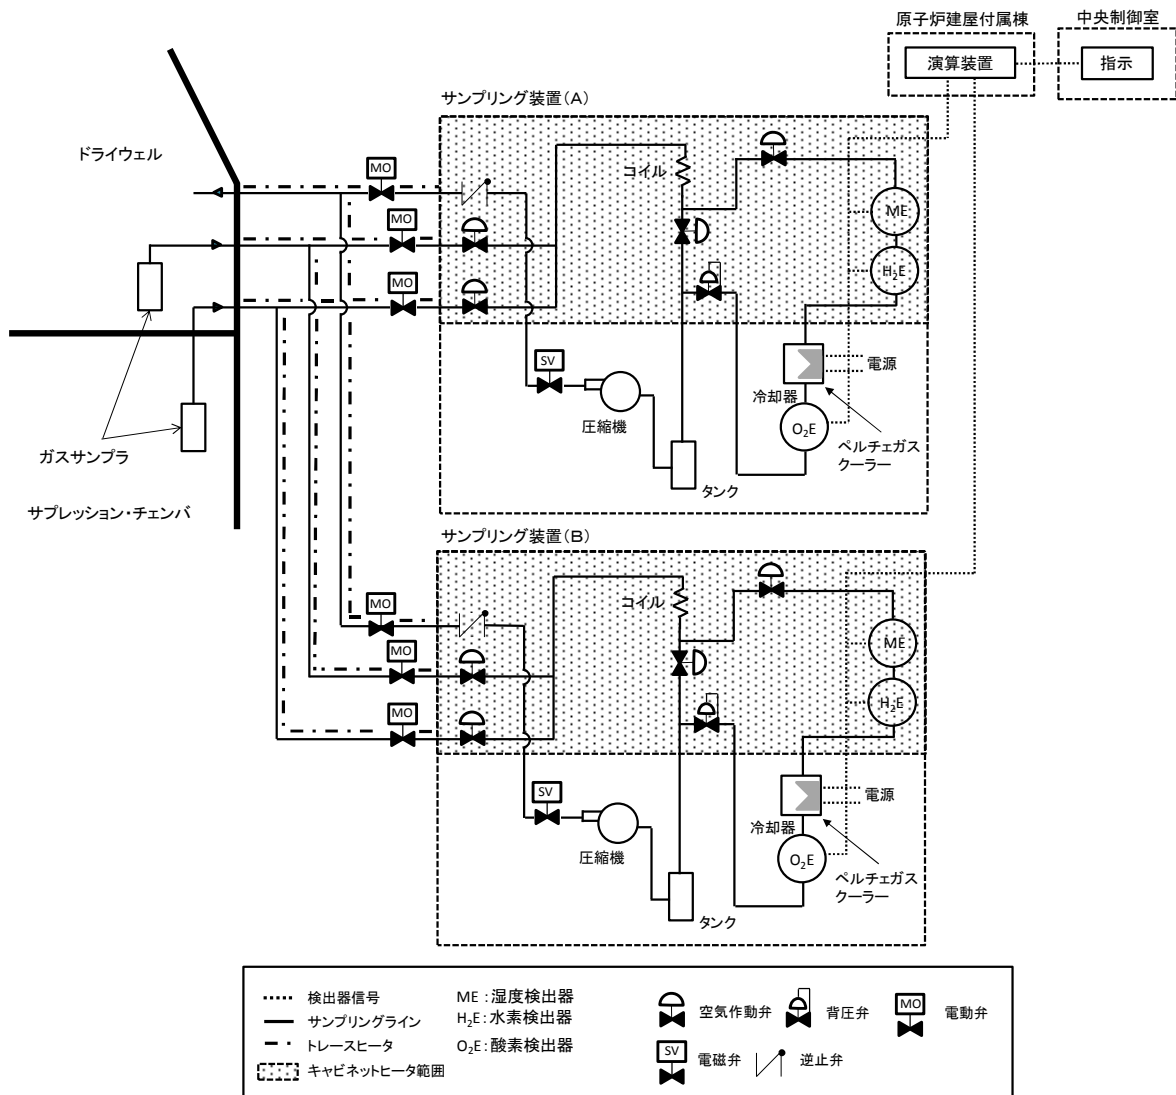 原子炉建屋付属棟
中央制御室
演算装置
指示
サンプリング装置(A)
ドライウェル
MO
コイル
MO
ME
MO
H₂E
SV
電源
冷却器
圧縮機
O₂E
ペルチェガス
クーラー
ガスサンプラ
タンク
サプレッション・チェンバ
サンプリング装置(B)
MO
コイル
MO
ME
MO
H₂E
SV
電源
冷却器
圧縮機
O₂E
ペルチェガス
クーラー
タンク
検出器信号
サンプリングライン
トレースヒータ
キャビネットヒータ範囲
ME:湿度検出器
H₂E:水素検出器
O₂E:酸素検出器
空気作動弁
背圧弁
MO
電動弁
SV
電磁弁
逆止弁